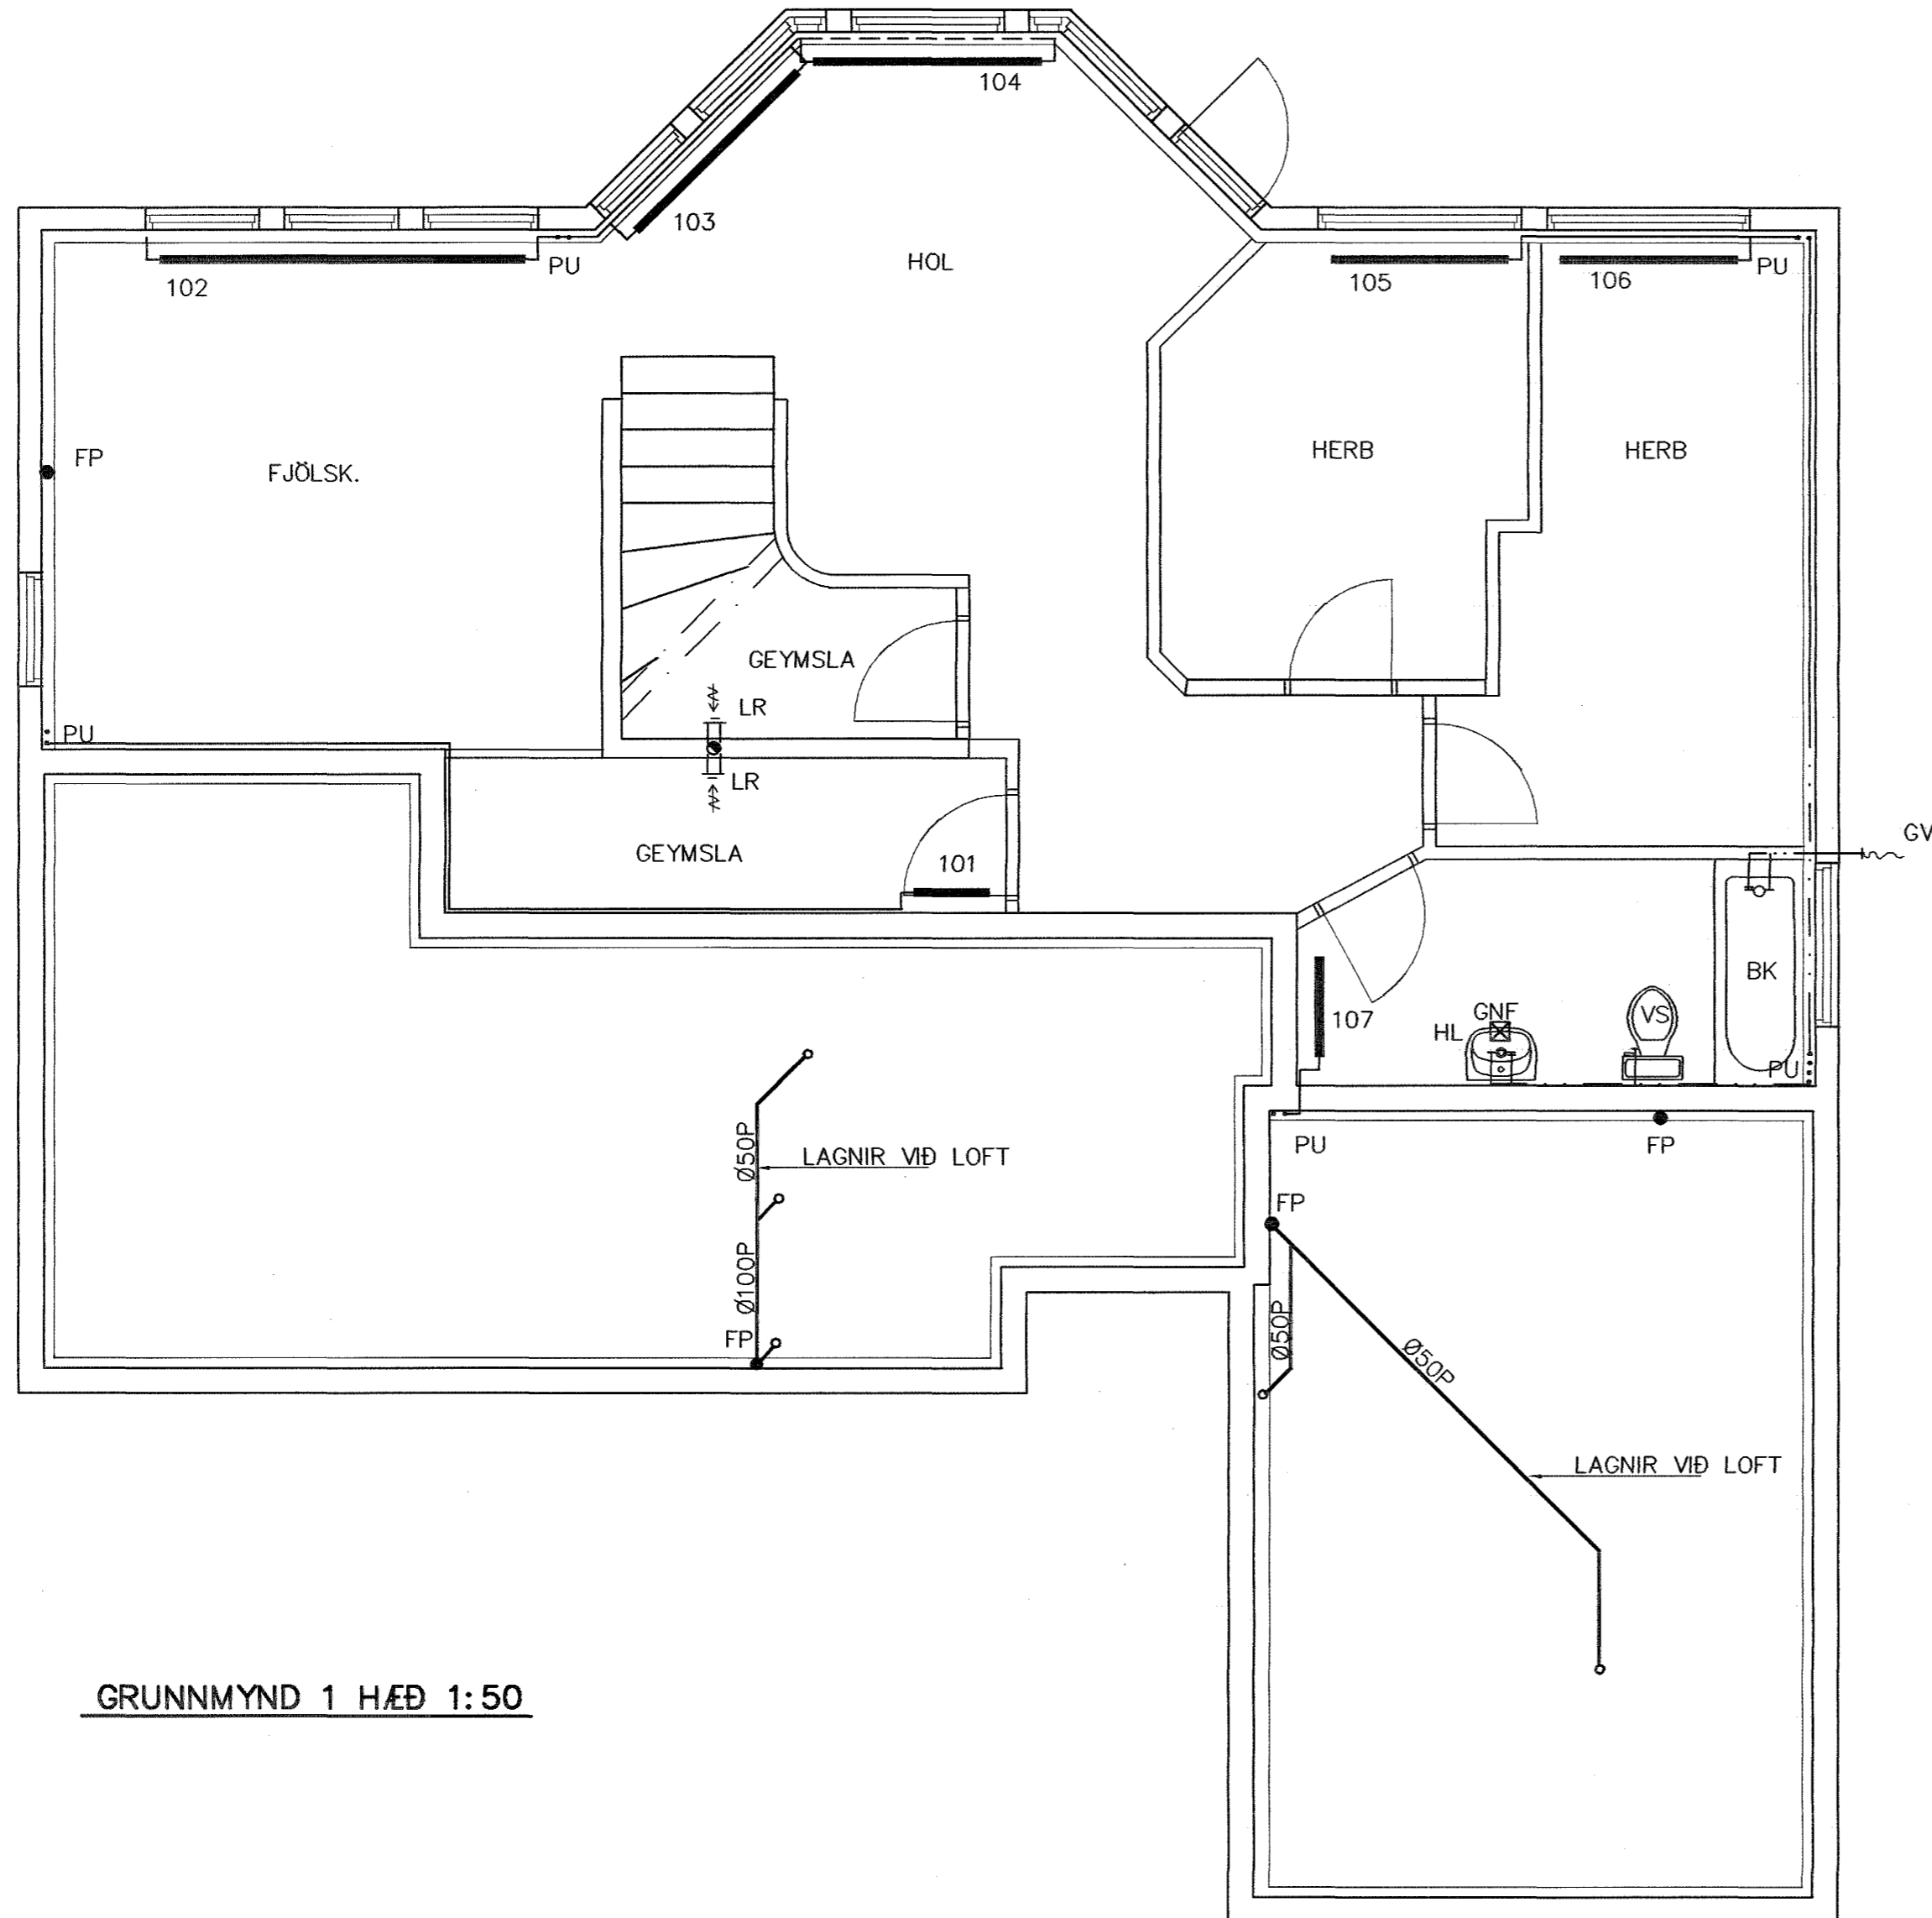 104
103
HOL
102
PU
105
106
PU
FP
FJÖLSK.
HERB
HERB
GEYMSLA
LR
PU
LR
GEYMSLA
101
GV
BK
GNF
VS
HL
107
PU
PU
FP
Ø50P
LAGNIR VIÐ LOFT
FP
Ø100P
FP
Ø50P
Ø50P
LAGNIR VIÐ LOFT
GRUNNMYND 1 HÆÐ 1:50